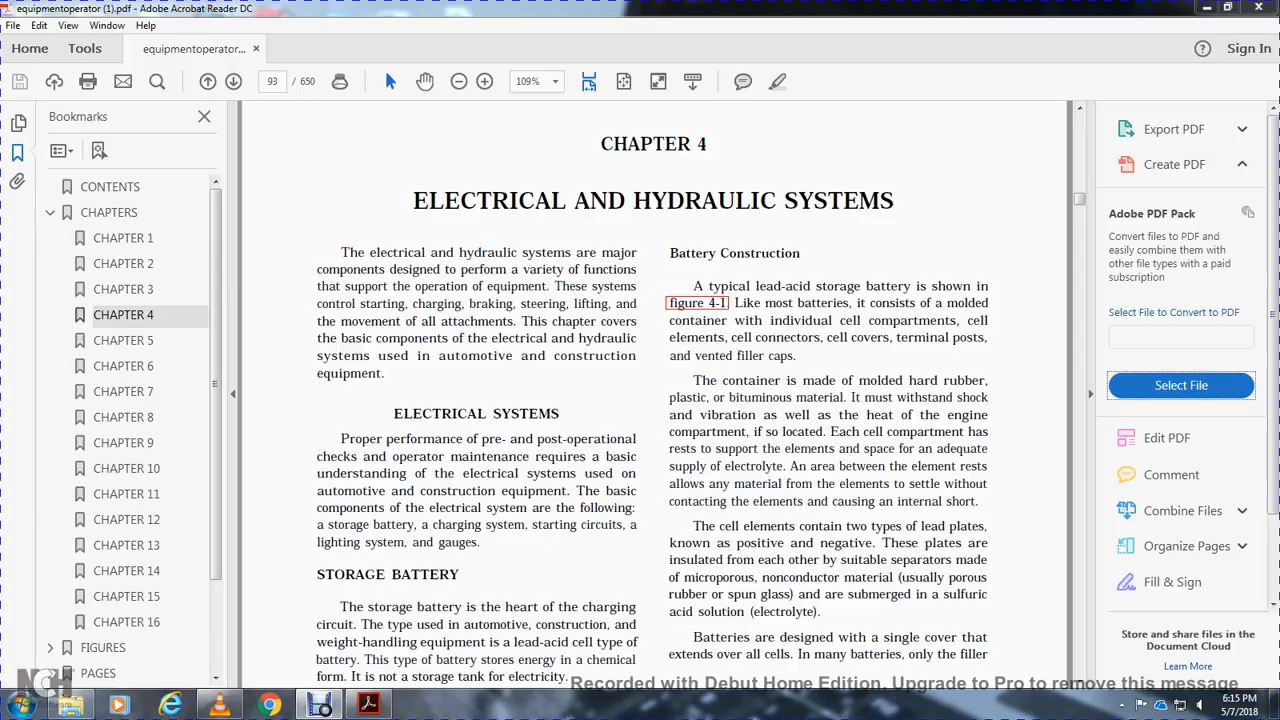 equipmentoperator (1).pdf - Adobe Acrobat Reader DC
File Edit View Window Help
Home Tools equipmentoperator... × Sign In
93 / 650 109%
Bookmarks
CONTENTS
CHAPTERS
CHAPTER 1
CHAPTER 2
CHAPTER 3
CHAPTER 4
CHAPTER 5
CHAPTER 6
CHAPTER 7
CHAPTER 8
CHAPTER 9
CHAPTER 10
CHAPTER 11
CHAPTER 12
CHAPTER 13
CHAPTER 14
CHAPTER 15
CHAPTER 16
FIGURES
PAGES
CHAPTER 4
ELECTRICAL AND HYDRAULIC SYSTEMS
The electrical and hydraulic systems are major
components designed to perform a variety of functions
that support the operation of equipment. These systems
control starting, charging, braking, steering, lifting, and
the movement of all attachments. This chapter covers
the basic components of the electrical and hydraulic
systems used in automotive and construction
equipment.
ELECTRICAL SYSTEMS
Proper performance of pre- and post-operational
checks and operator maintenance requires a basic
understanding of the electrical systems used on
automotive and construction equipment. The basic
components of the electrical system are the following:
a storage battery, a charging system, starting circuits, a
lighting system, and gauges.
STORAGE BATTERY
The storage battery is the heart of the charging
circuit. The type used in automotive, construction, and
weight-handling equipment is a lead-acid cell type of
battery. This type of battery stores energy in a chemical
form. It is not a storage tank for electricity.
Battery Construction
A typical lead-acid storage battery is shown in
figure 4-1 Like most batteries, it consists of a molded
container with individual cell compartments, cell
elements, cell connectors, cell covers, terminal posts,
and vented filler caps.
The container is made of molded hard rubber,
plastic, or bituminous material. It must withstand shock
and vibration as well as the heat of the engine
compartment, if so located. Each cell compartment has
rests to support the elements and space for an adequate
supply of electrolyte. An area between the element rests
allows any material from the elements to settle without
contacting the elements and causing an internal short.
The cell elements contain two types of lead plates,
known as positive and negative. These plates are
insulated from each other by suitable separators made
of microporous, nonconductor material (usually porous
rubber or spun glass) and are submerged in a sulfuric
acid solution (electrolyte).
Batteries are designed with a single cover that
extends over all cells. In many batteries, only the filler
Export PDF
Create PDF
Adobe PDF Pack
Convert files to PDF and
easily combine them with
other file types with a paid
subscription
Select File to Convert to PDF
Select File
Edit PDF
Comment
Combine Files
Organize Pages
Fill & Sign
Store and share files in the
Document Cloud
Learn More
NCH
Software
Recorded with Debut Home Edition. Upgrade to Pro to remove this message
6:15 PM
5/7/2018